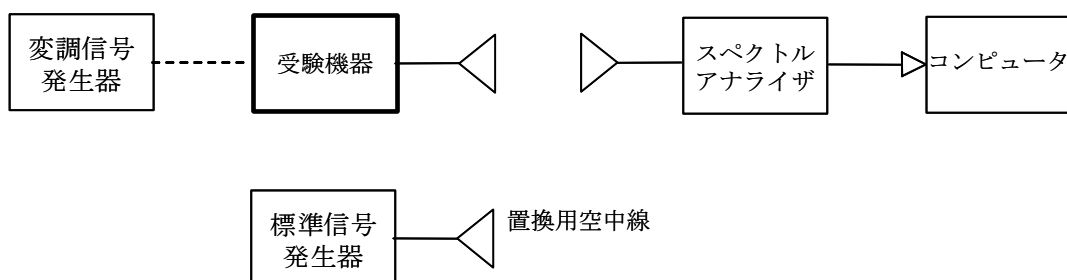 変調信号
発生器
受験機器
スペクトル
アナライザ
コンピュータ
標準信号
発生器
置換用空中線